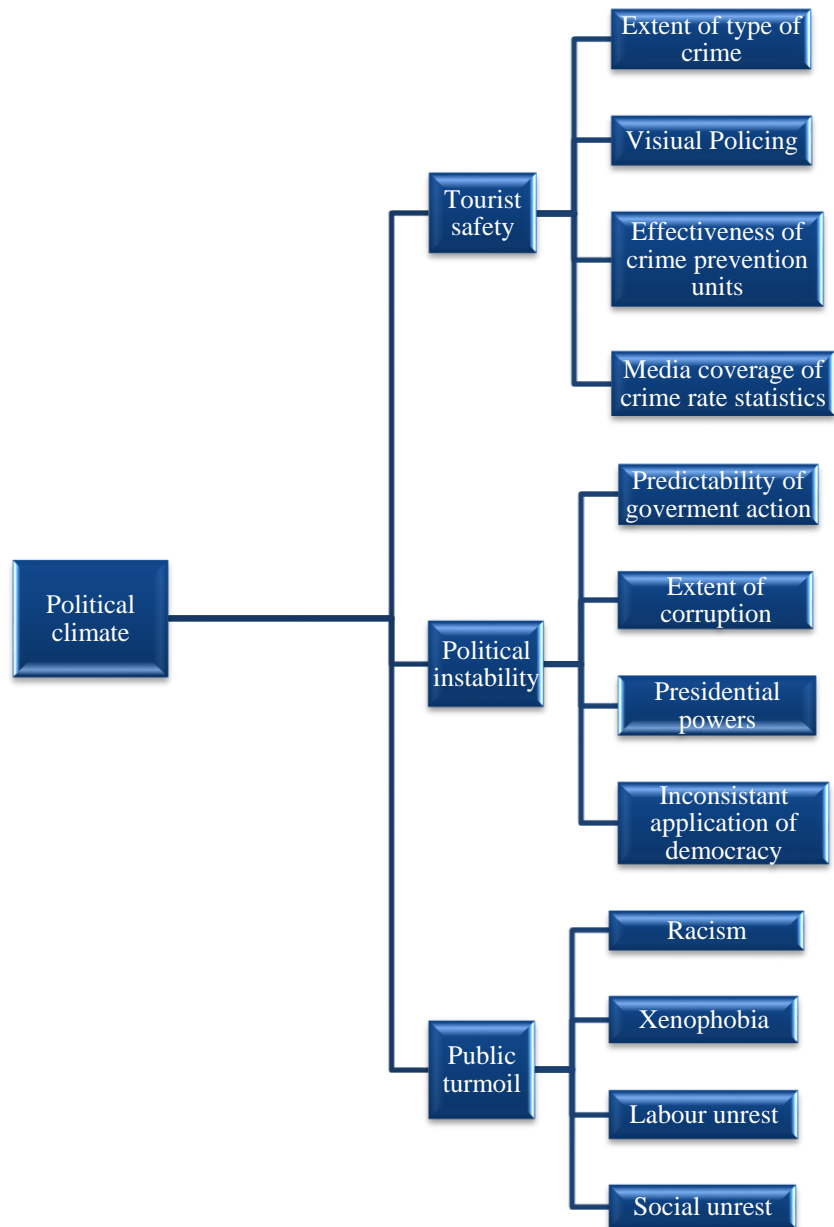 Political
climate
Tourist
safety
Extent of type of
crime
Visiual Policing
Effectiveness of
crime prevention
units
Media coverage of
crime rate statistics
Political
instability
Predictability of
goverment action
Extent of
corruption
Presidential
powers
Inconsistant
application of
democracy
Public
turmoil
Racism
Xenophobia
Labour unrest
Social unrest